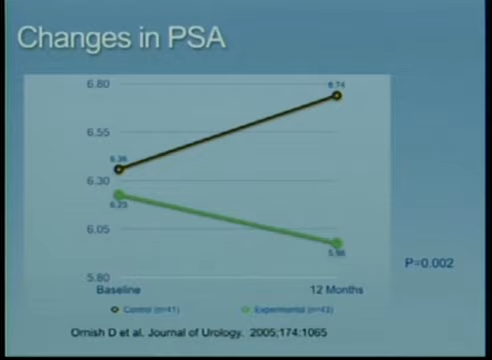 Changes in PSA
6.80
6.74
6.55
6.36
6.30
6.23
6.05
5.98
5.80
Baseline
12 Months
P=0.002
Control (n=41)
Experimental (n=43)
Ornish D et al. Journal of Urology. 2005;174:1065